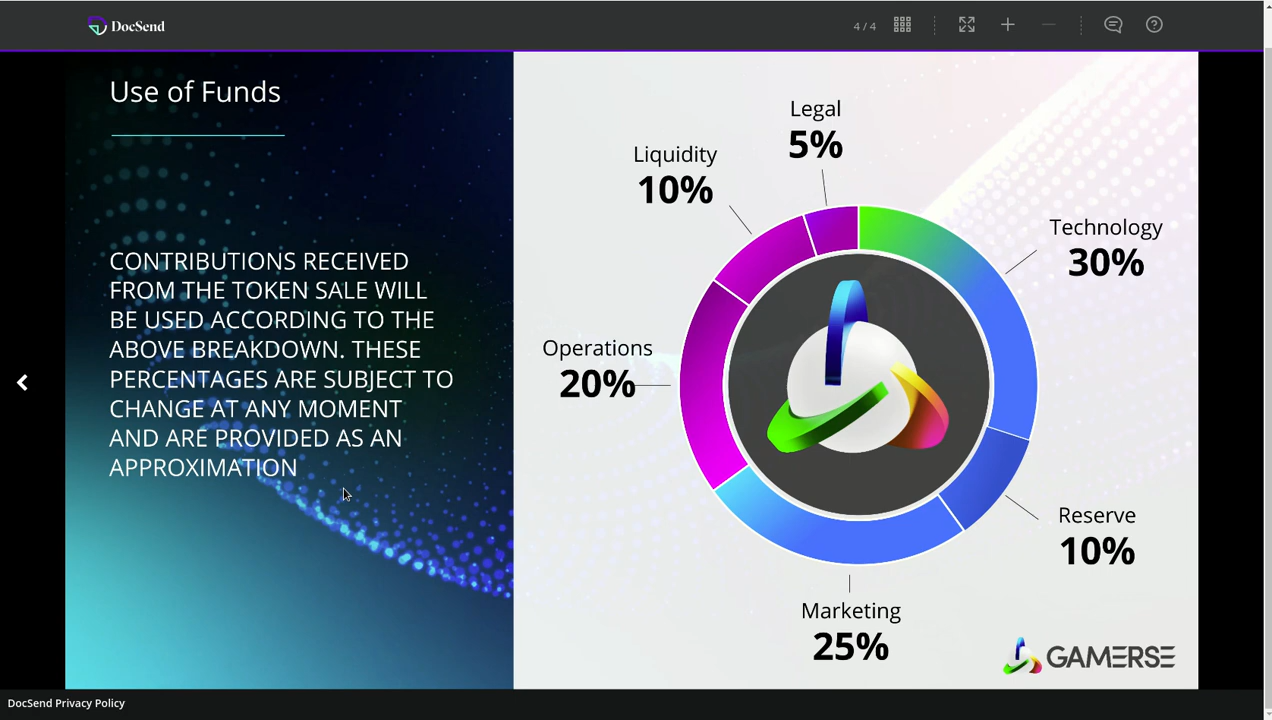 DocSend
4 / 4
Use of Funds
CONTRIBUTIONS RECEIVED
FROM THE TOKEN SALE WILL
BE USED ACCORDING TO THE
ABOVE BREAKDOWN. THESE
PERCENTAGES ARE SUBJECT TO
CHANGE AT ANY MOMENT
AND ARE PROVIDED AS AN
APPROXIMATION
Legal
5%
Liquidity
10%
Technology
30%
Operations
20%
Reserve
10%
Marketing
25%
GAMERSE
DocSend Privacy Policy